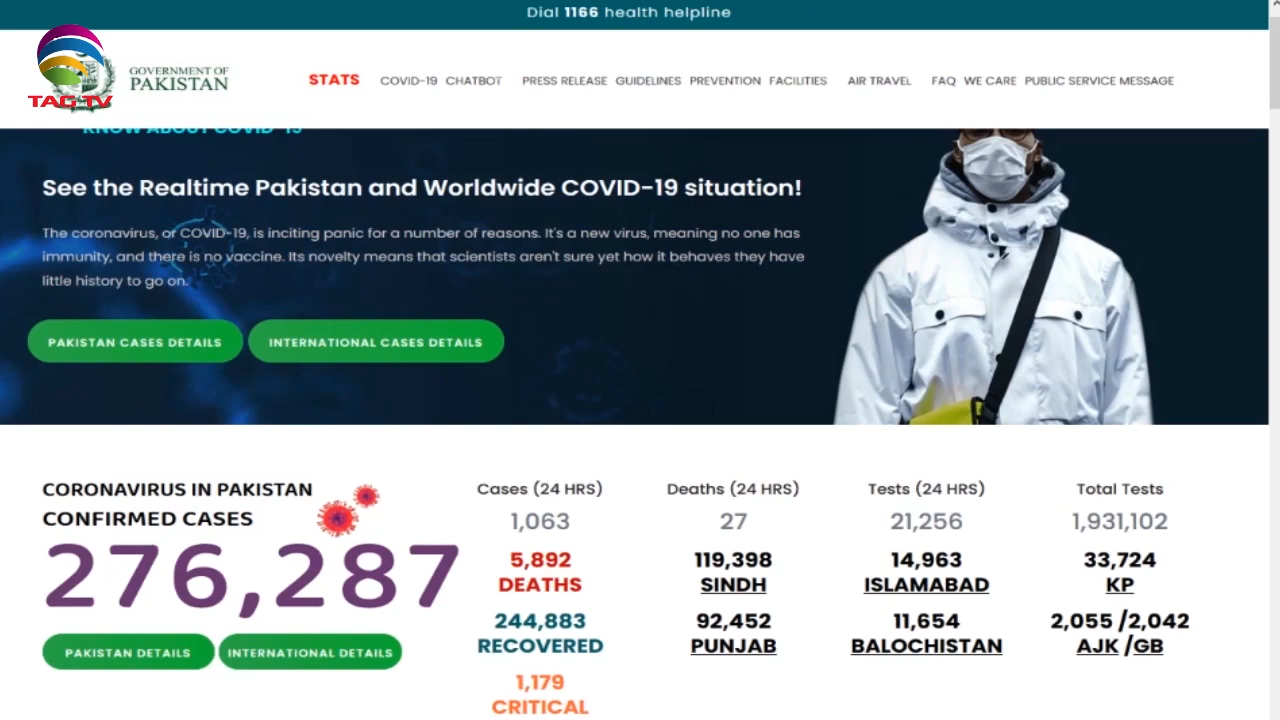 Dial 1166 health helpline
TAG TV
GOVERNMENT OF
PAKISTAN
STATS COVID-19 CHATBOT PRESS RELEASE GUIDELINES PREVENTION FACILITIES AIR TRAVEL FAQ WE CARE PUBLIC SERVICE MESSAGE
KNOW ABOUT COVID-19
See the Realtime Pakistan and Worldwide COVID-19 situation!
The coronavirus, or COVID-19, is inciting panic for a number of reasons. It's a new virus, meaning no one has
immunity, and there is no vaccine. Its novelty means that scientists aren't sure yet how it behaves they have
little history to go on.
PAKISTAN CASES DETAILS INTERNATIONAL CASES DETAILS
CORONAVIRUS IN PAKISTAN
CONFIRMED CASES
276,287
PAKISTAN DETAILS INTERNATIONAL DETAILS
Cases (24 HRS) Deaths (24 HRS) Tests (24 HRS) Total Tests
1,063 27 21,256 1,931,102
5,892 119,398 14,963 33,724
DEATHS SINDH ISLAMABAD KP
244,883 92,452 11,654 2,055 /2,042
RECOVERED PUNJAB BALOCHISTAN AJK /GB
1,179
CRITICAL